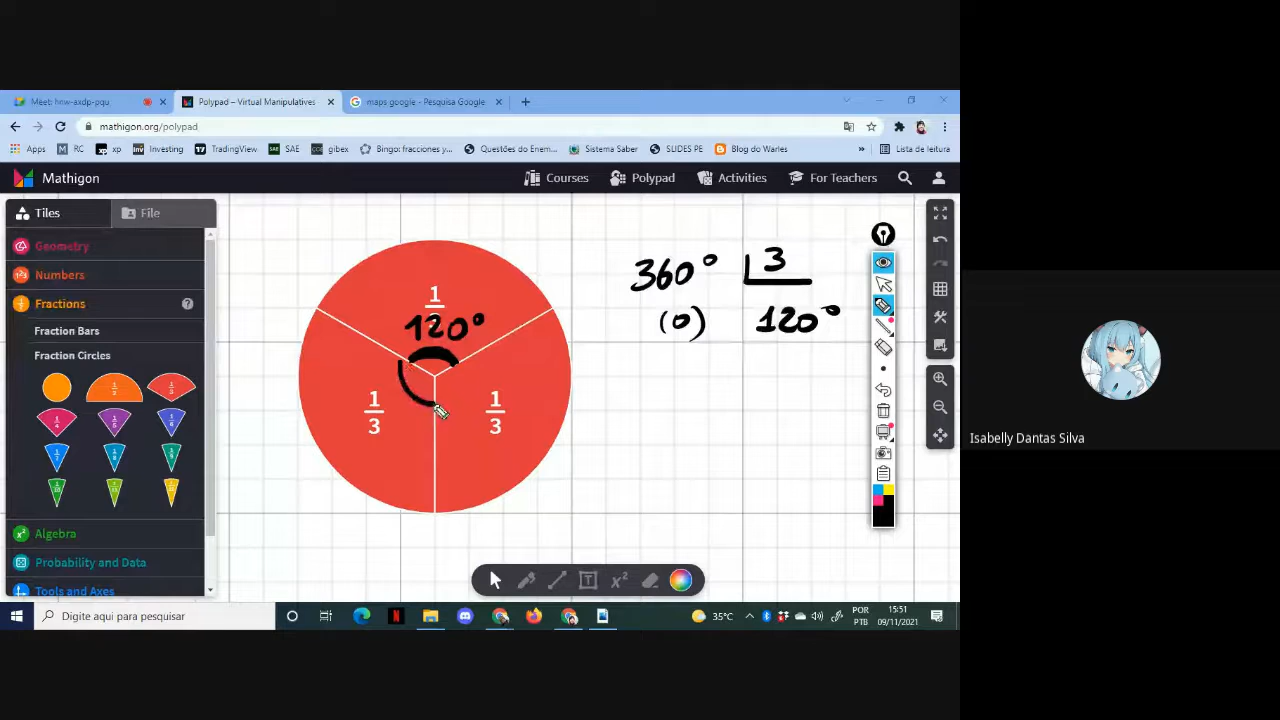 Meet: hnw-axdp-pqu
Polypad – Virtual Manipulatives
maps google - Pesquisa Google
mathigon.org/polypad
Apps RC xp Investing TradingView SAE gibex Bingo: fracciones y... Questões do Enem... Sistema Saber SLIDES PE Blog do Warles » Lista de leitura
Mathigon Courses Polypad Activities For Teachers
Tiles File
Geometry
Numbers
Fractions ?
Fraction Bars
Fraction Circles
Algebra
Probability and Data
Tools and Axes
1
120°
1
3
1
3
360° 3
(0) 120°
T x²
Isabelly Dantas Silva
Digite aqui para pesquisar
35°C
POR
PTB
15:51
09/11/2021